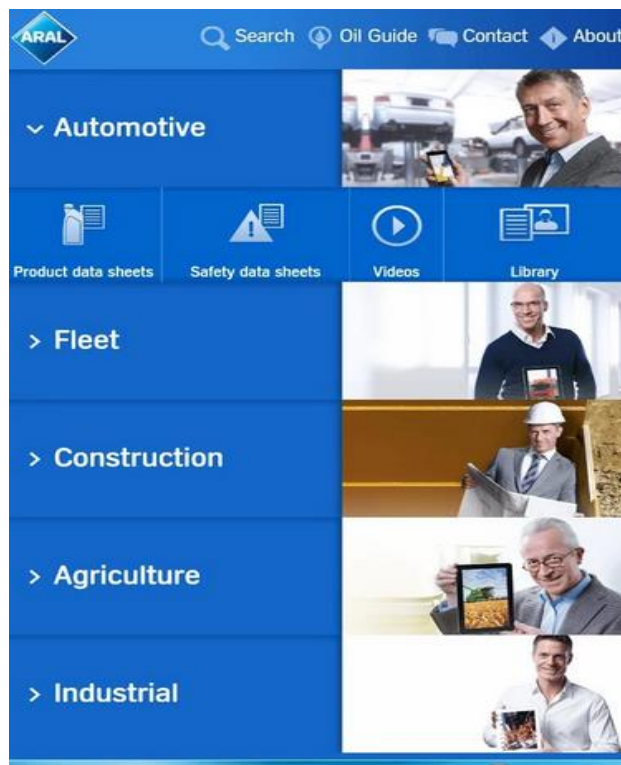 ARAL
Search Oil Guide Contact About
Automotive
Product data sheets Safety data sheets Videos Library
Fleet
Construction
Agriculture
Industrial